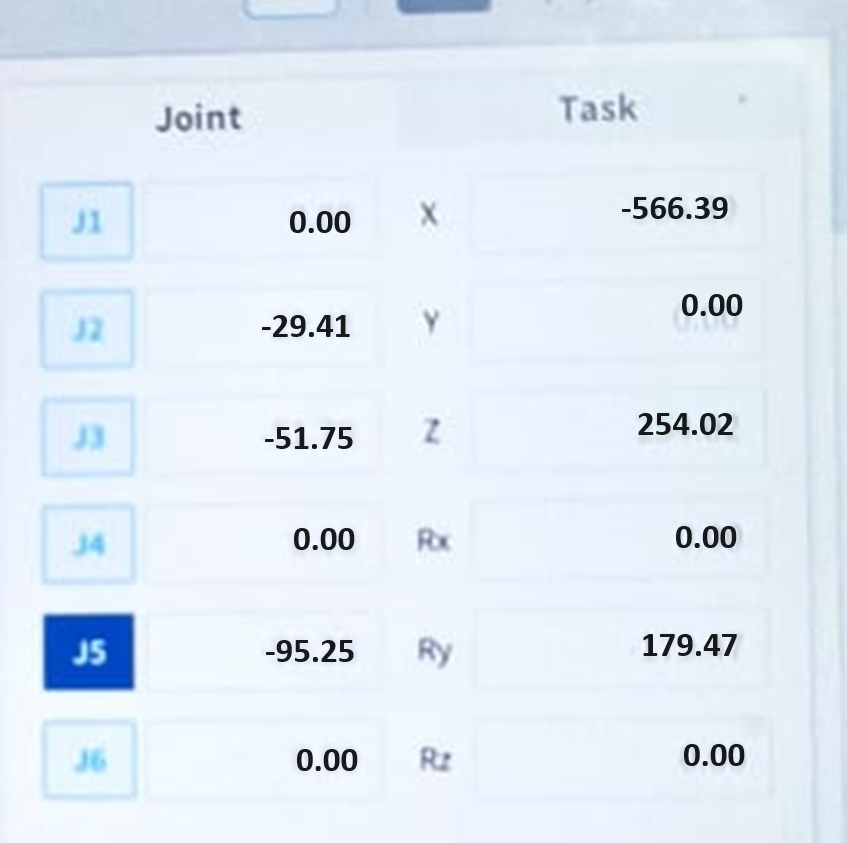 Joint Task
J1 0.00 X -566.39
J2 -29.41 Y 0.00
J3 -51.75 Z 254.02
J4 0.00 Rx 0.00
J5 -95.25 Ry 179.47
J6 0.00 Rz 0.00